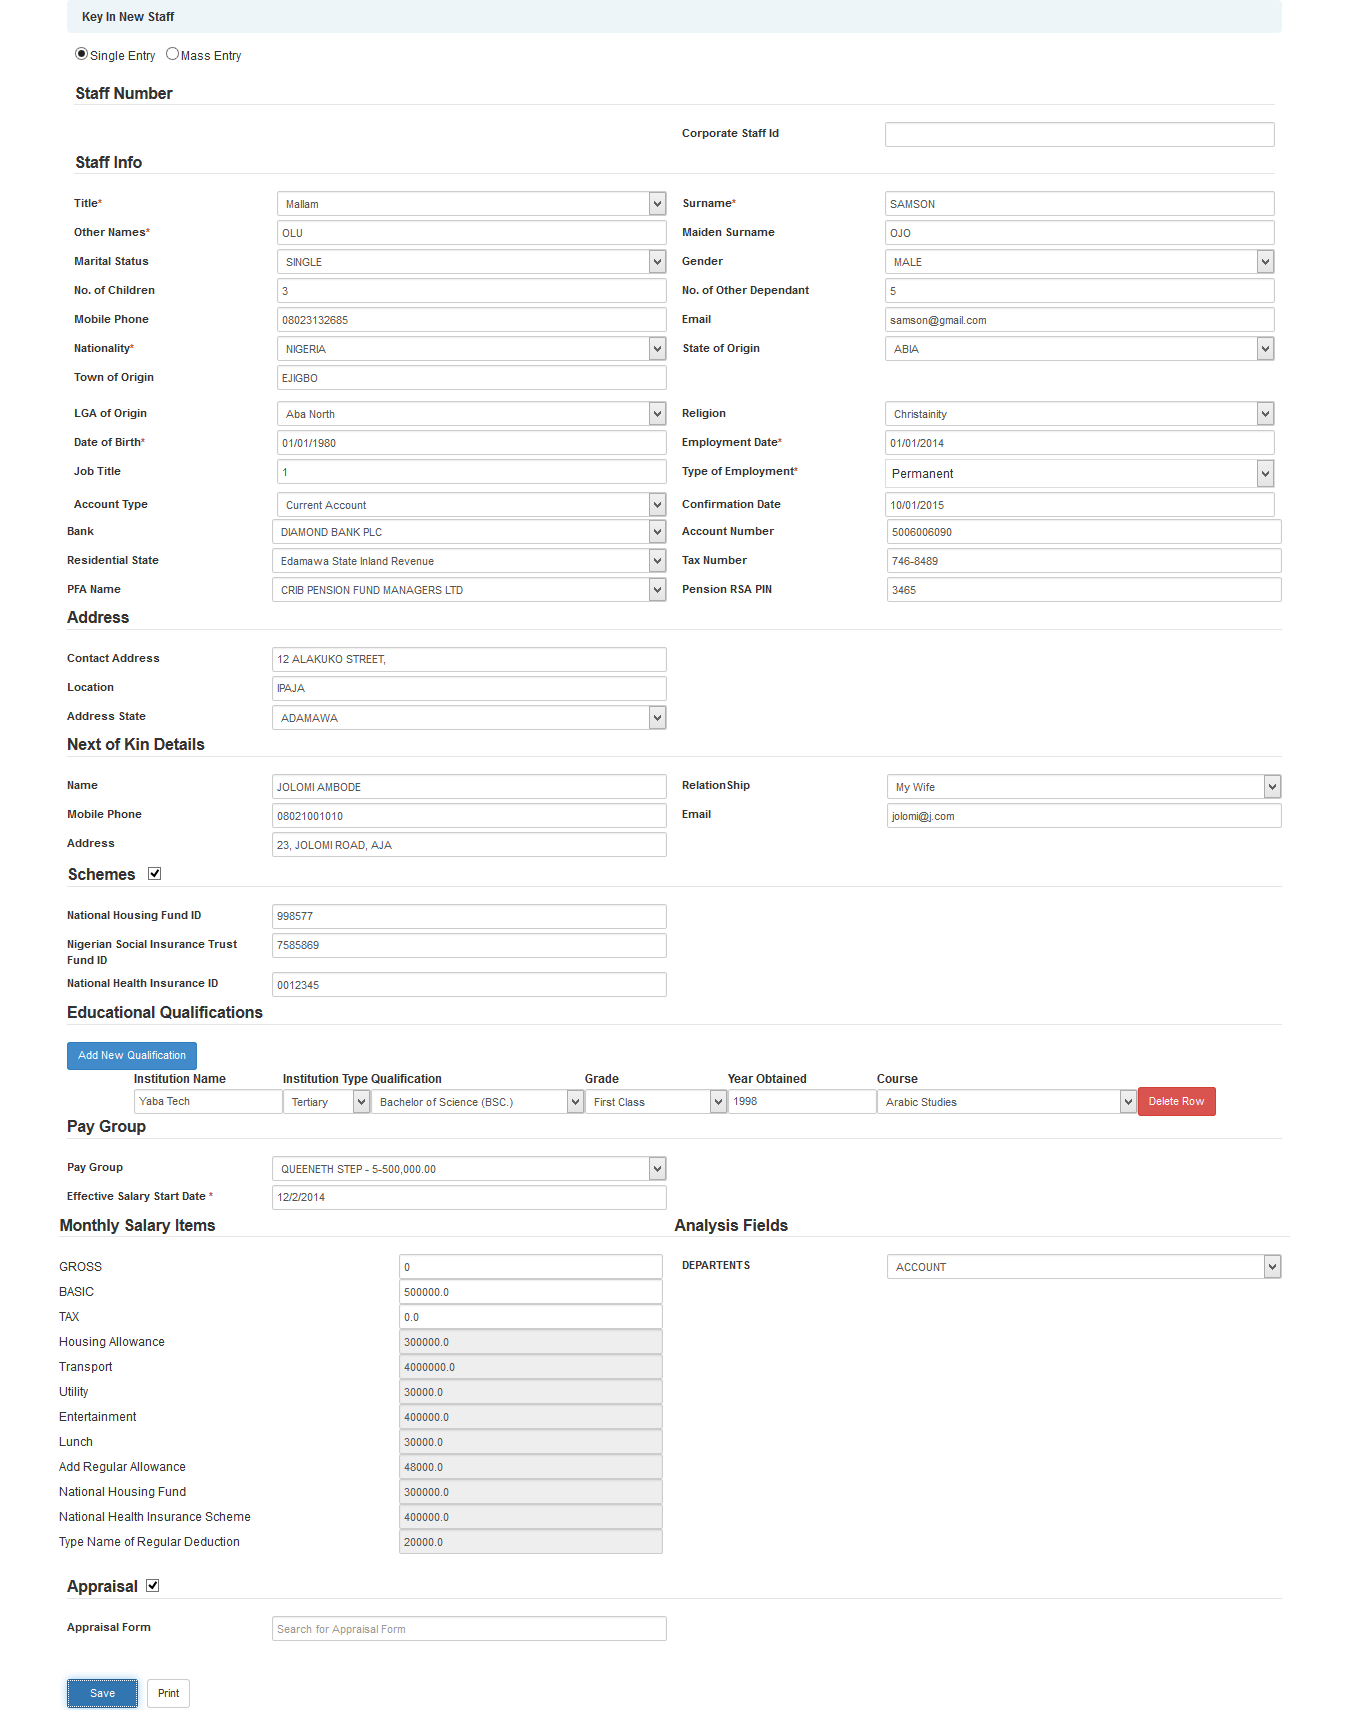 Key In New Staff
Single Entry Mass Entry
Staff Number
Corporate Staff Id
Staff Info
Title* Mallam Surname* SAMSON
Other Names* OLU Maiden Surname OJO
Marital Status SINGLE Gender MALE
No. of Children 3 No. of Other Dependant 5
Mobile Phone 08023132685 Email samson@gmail.com
Nationality* NIGERIA State of Origin ABIA
Town of Origin EJIGBO
LGA of Origin Aba North Religion Christainity
Date of Birth* 01/01/1980 Employment Date* 01/01/2014
Job Title 1 Type of Employment* Permanent
Account Type Current Account Confirmation Date 10/01/2015
Bank DIAMOND BANK PLC Account Number 5006006090
Residential State Edamawa State Inland Revenue Tax Number 746-8489
PFA Name CRIB PENSION FUND MANAGERS LTD Pension RSA PIN 3465
Address
Contact Address 12 ALAKUKO STREET,
Location IPAJA
Address State ADAMAWA
Next of Kin Details
Name JOLOMI AMBODE RelationShip My Wife
Mobile Phone 08021001010 Email jolomi@j.com
Address 23, JOLOMI ROAD, AJA
Schemes
National Housing Fund ID 998577
Nigerian Social Insurance Trust 7585869
Fund ID
National Health Insurance ID 0012345
Educational Qualifications
Add New Qualification
Institution Name Institution Type Qualification Grade Year Obtained Course
Yaba Tech Tertiary Bachelor of Science (BSC.) First Class 1998 Arabic Studies Delete Row
Pay Group
Pay Group QUEENETH STEP - 5-500,000.00
Effective Salary Start Date * 12/2/2014
Monthly Salary Items Analysis Fields
GROSS 0 DEPARTENTS ACCOUNT
BASIC 500000.0
TAX 0.0
Housing Allowance 300000.0
Transport 4000000.0
Utility 30000.0
Entertainment 400000.0
Lunch 30000.0
Add Regular Allowance 48000.0
National Housing Fund 300000.0
National Health Insurance Scheme 400000.0
Type Name of Regular Deduction 20000.0
Appraisal
Appraisal Form Search for Appraisal Form
Save Print